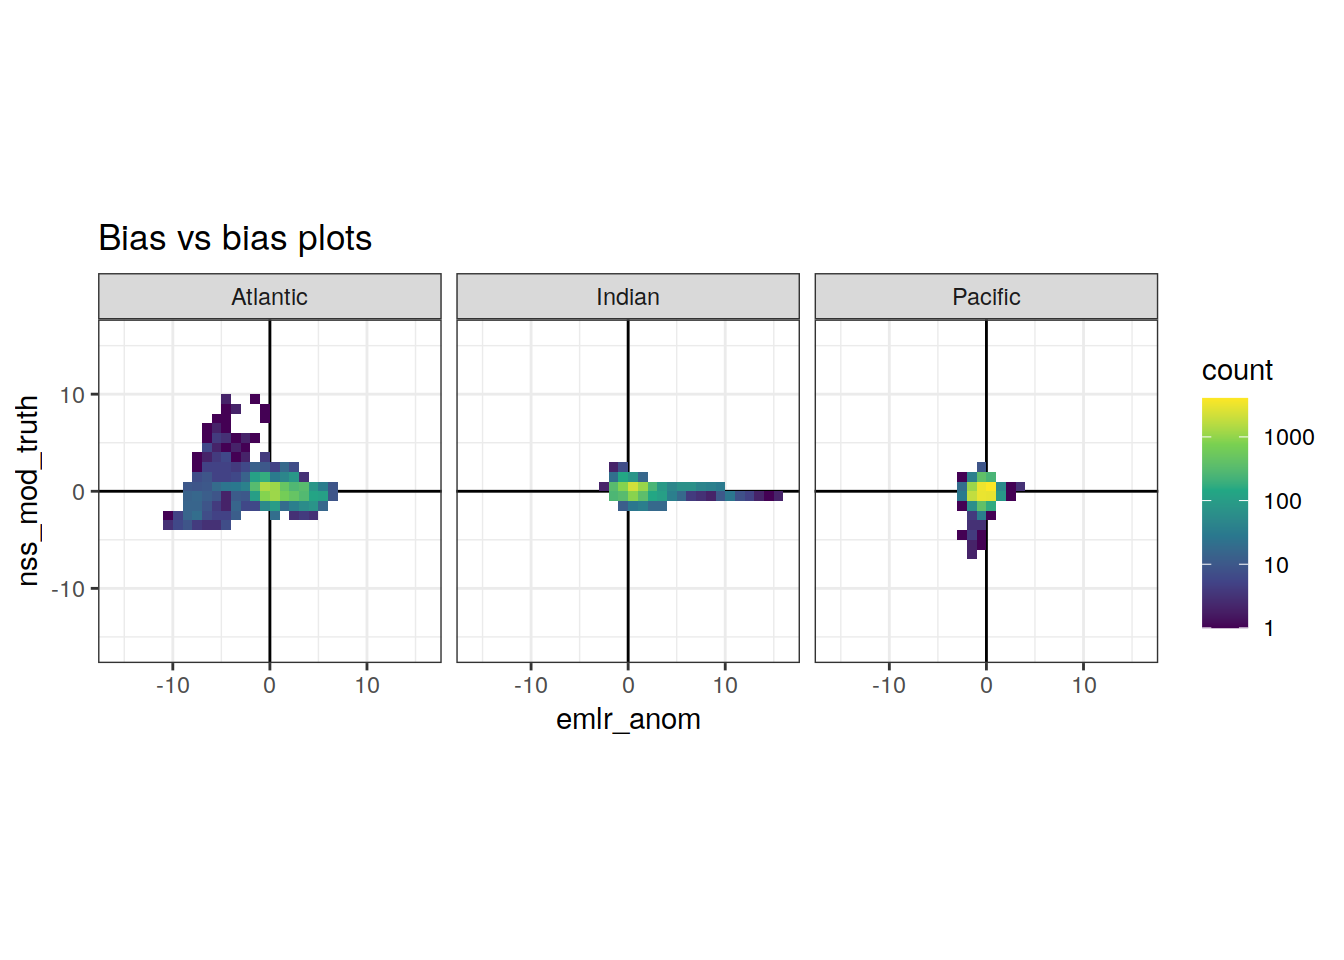 Bias vs bias plots
Atlantic
Indian
Pacific
nss_mod_truth
10
0
-10
-10 0 10
-10 0 10
-10 0 10
emlr_anom
count
1000
100
10
1